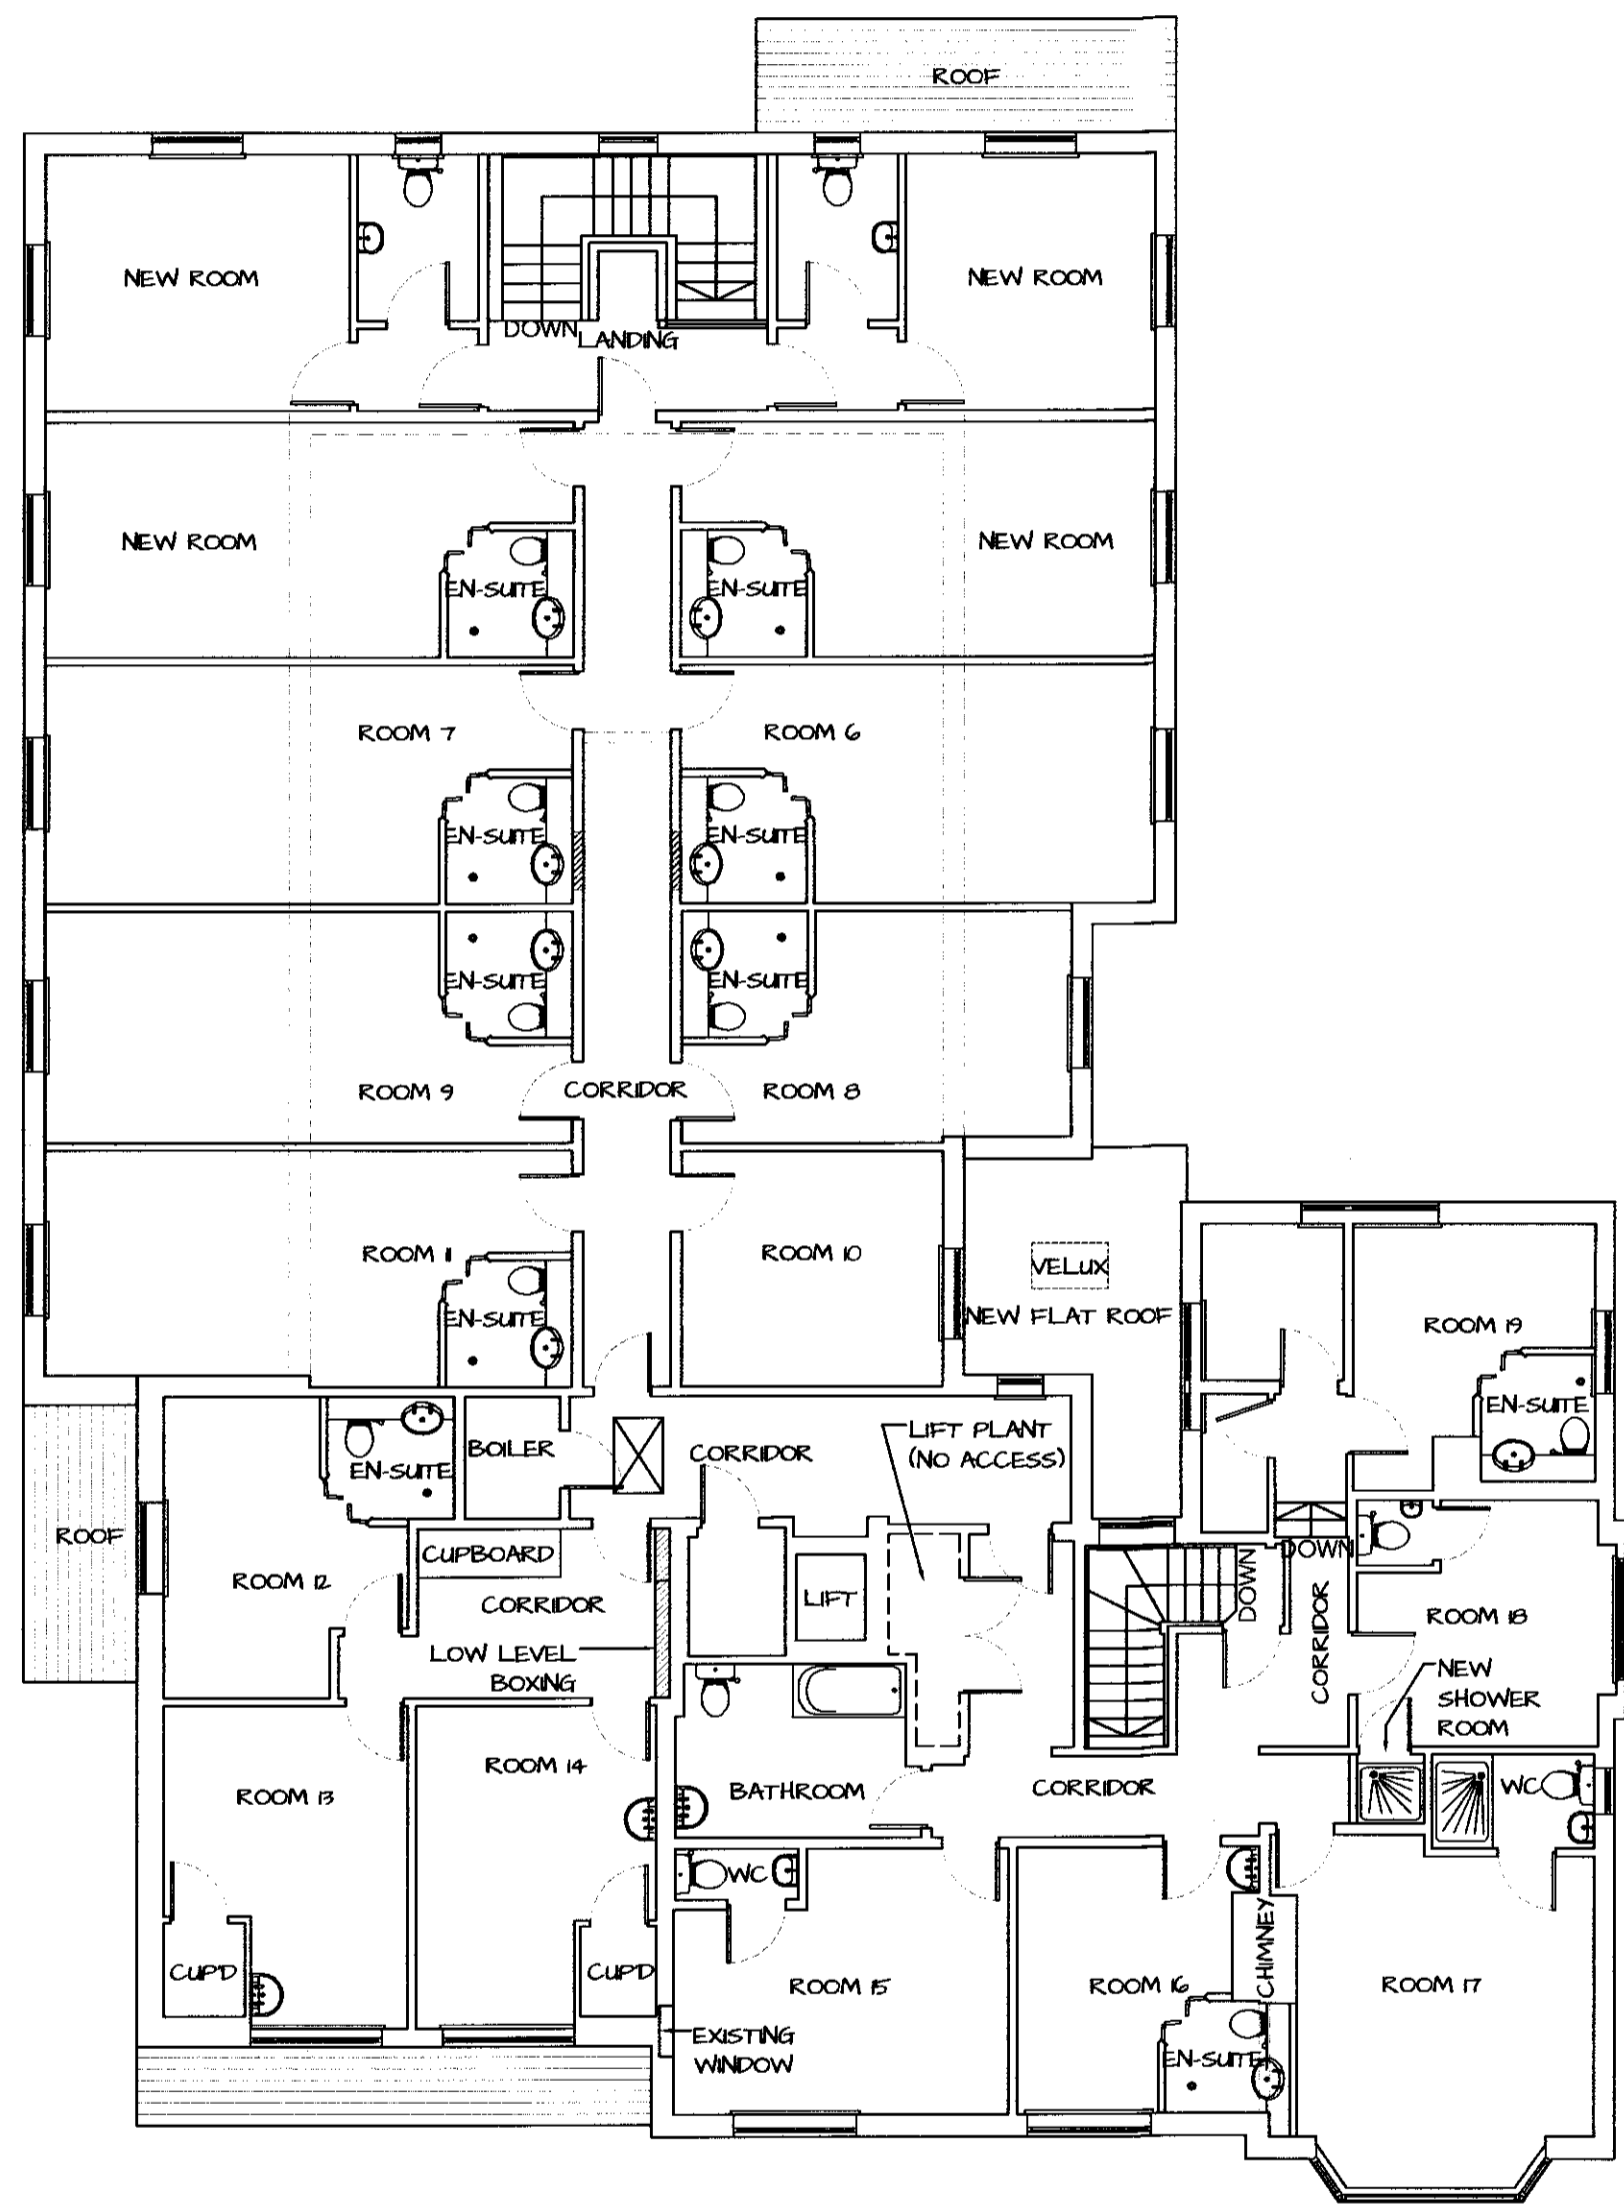 ROOF
NEW ROOM
NEW ROOM
DOWN
LANDING
NEW ROOM
NEW ROOM
EN-SUITE
EN-SUITE
ROOM 7
ROOM 6
EN-SUITE
EN-SUITE
EN-SUITE
EN-SUITE
ROOM 9
CORRIDOR
ROOM 8
ROOM 11
ROOM 10
VELUX
NEW FLAT ROOF
EN-SUITE
ROOM 19
EN-SUITE
BOILER
CORRIDOR
LIFT PLANT
(NO ACCESS)
EN-SUITE
ROOF
CUPBOARD
ROOM 12
CORRIDOR
LIFT
DOWN
DOWN
CORRIDOR
ROOM 18
LOW LEVEL
BOXING
NEW
SHOWER
ROOM
ROOM 13
ROOM 14
BATHROOM
CORRIDOR
WC
WC
CUP'D
CUP'D
ROOM 15
ROOM 16
CHIMNEY
ROOM 17
EXISTING
WINDOW
EN-SUITE